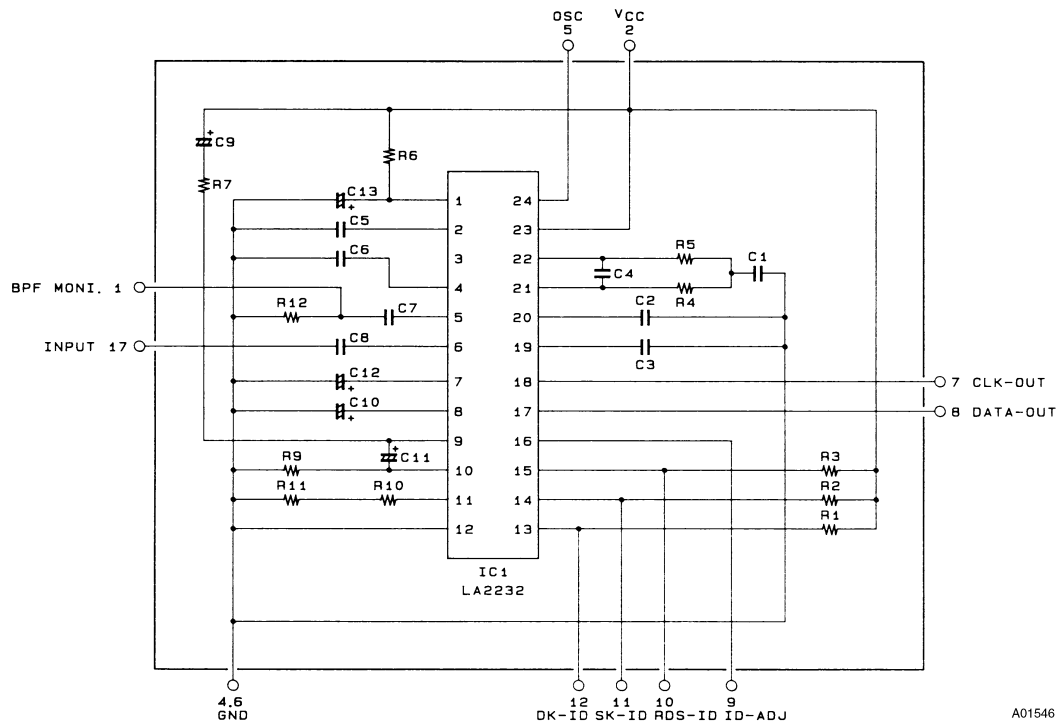 OSC
5
VCC
2
C9
+
R6
R7
C13
+
1
24
C5
2
23
C6
3
22
R5
C1
C4
BPF MONI. 1
4
21
R4
R12
C7
5
20
C2
INPUT 17
C8
6
19
C3
C12
+
7
18
7 CLK-OUT
C10
+
8
17
8 DATA-OUT
9
16
+
C11
R9
10
15
R3
R11
R10
11
14
R2
12
13
R1
IC1
LA2232
4.6
GND
12
DK-ID
11
SK-ID
10
RDS-ID
9
ID-ADJ
A01546